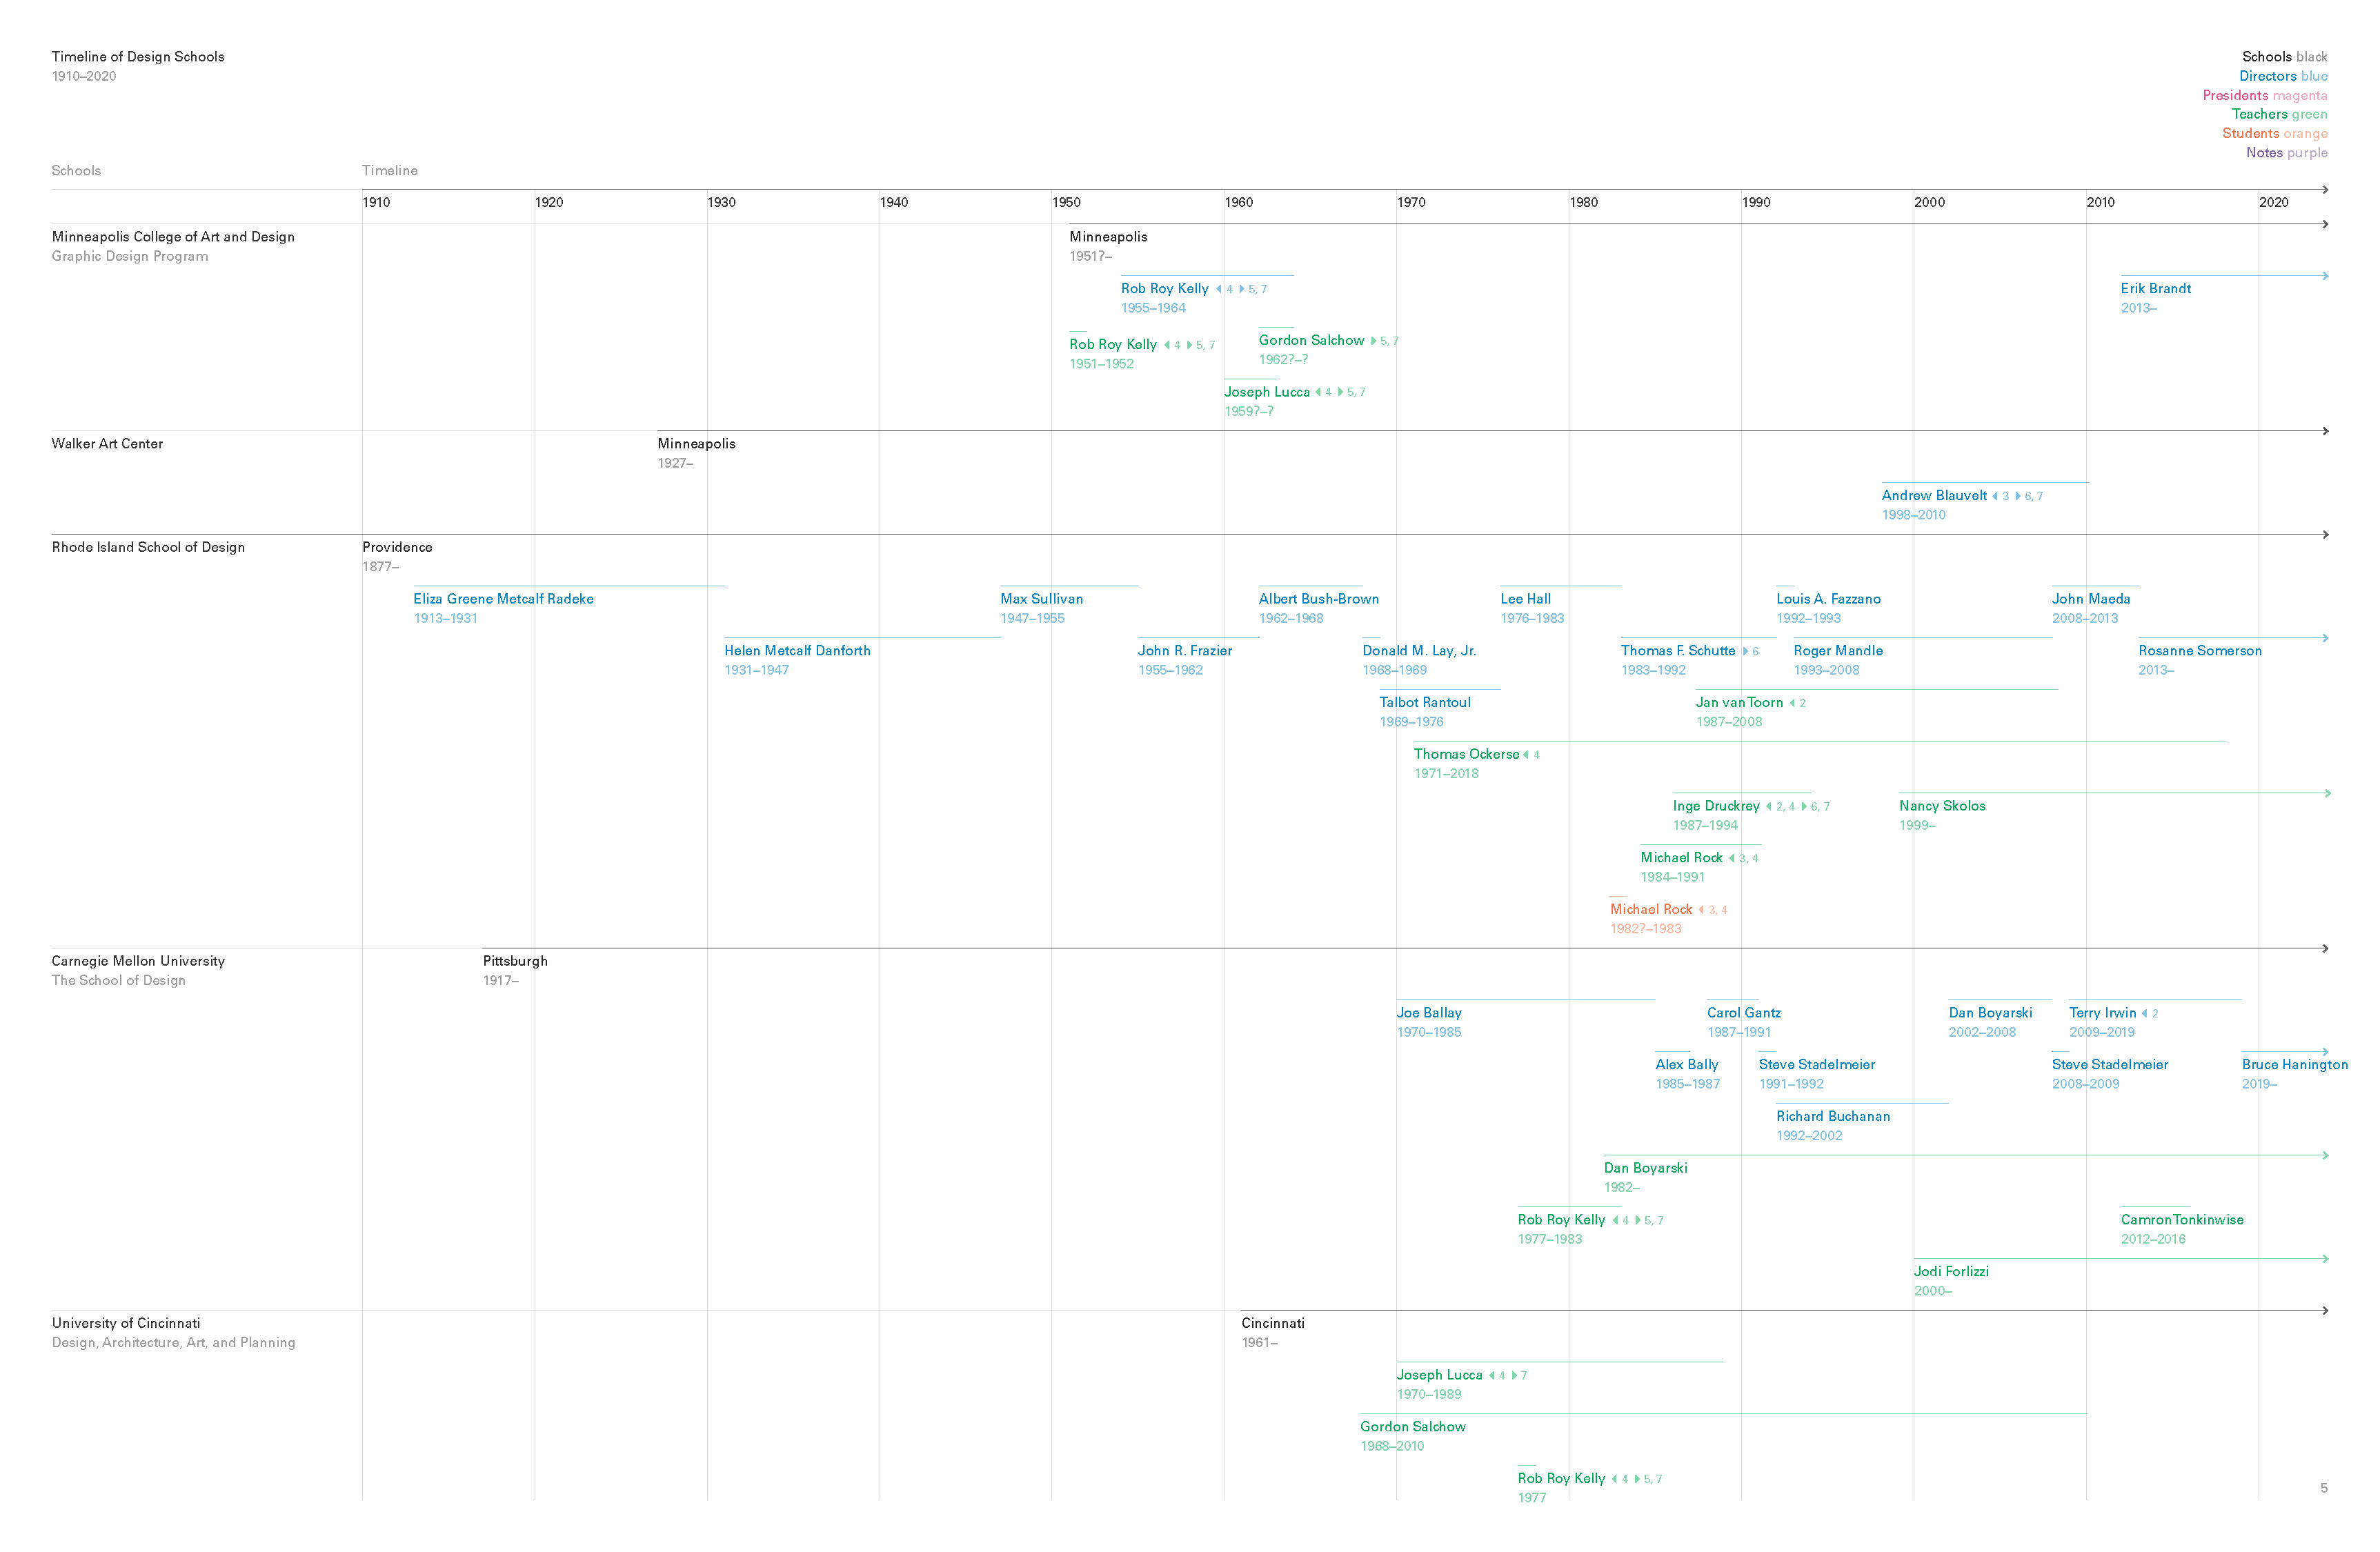 Timeline of Design Schools
1910–2020
Schools black
Directors blue
Presidents magenta
Teachers green
Students orange
Notes purple
Schools Timeline
1910 1920 1930 1940 1950 1960 1970 1980 1990 2000 2010 2020
Minneapolis College of Art and Design
Graphic Design Program
Minneapolis
1951?–
Rob Roy Kelly ◀ 4 ▶ 5, 7
1955–1964
Erik Brandt
2013–
Rob Roy Kelly ◀ 4 ▶ 5, 7
1951–1952
Gordon Salchow ▶ 5, 7
1962?–?
Joseph Lucca ◀ 4 ▶ 5, 7
1959?–?
Walker Art Center
Minneapolis
1927–
Andrew Blauvelt ◀ 3 ▶ 6, 7
1998–2010
Rhode Island School of Design
Providence
1877–
Eliza Greene Metcalf Radeke
1913–1931
Max Sullivan
1947–1955
Albert Bush-Brown
1962–1968
Lee Hall
1976–1983
Louis A. Fazzano
1992–1993
John Maeda
2008–2013
Helen Metcalf Danforth
1931–1947
John R. Frazier
1955–1962
Donald M. Lay, Jr.
1968–1969
Thomas F. Schutte ▶ 6
1983–1992
Roger Mandle
1993–2008
Rosanne Somerson
2013–
Talbot Rantoul
1969–1976
Jan van Toorn ◀ 2
1987–2008
Thomas Ockerse ◀ 4
1971–2018
Inge Druckrey ◀ 2, 4 ▶ 6, 7
1987–1994
Nancy Skolos
1999–
Michael Rock ◀ 3, 4
1984–1991
Michael Rock ◀ 3, 4
1982?–1983
Carnegie Mellon University
The School of Design
Pittsburgh
1917–
Joe Ballay
1970–1985
Carol Gantz
1987–1991
Dan Boyarski
2002–2008
Terry Irwin ◀ 2
2009–2019
Alex Bally
1985–1987
Steve Stadelmeier
1991–1992
Steve Stadelmeier
2008–2009
Bruce Hanington
2019–
Richard Buchanan
1992–2002
Dan Boyarski
1982–
Rob Roy Kelly ◀ 4 ▶ 5, 7
1977–1983
Camron Tonkinwise
2012–2016
Jodi Forlizzi
2000–
University of Cincinnati
Design, Architecture, Art, and Planning
Cincinnati
1961–
Joseph Lucca ◀ 4 ▶ 7
1970–1989
Gordon Salchow
1968–2010
Rob Roy Kelly ◀ 4 ▶ 5, 7
1977
5